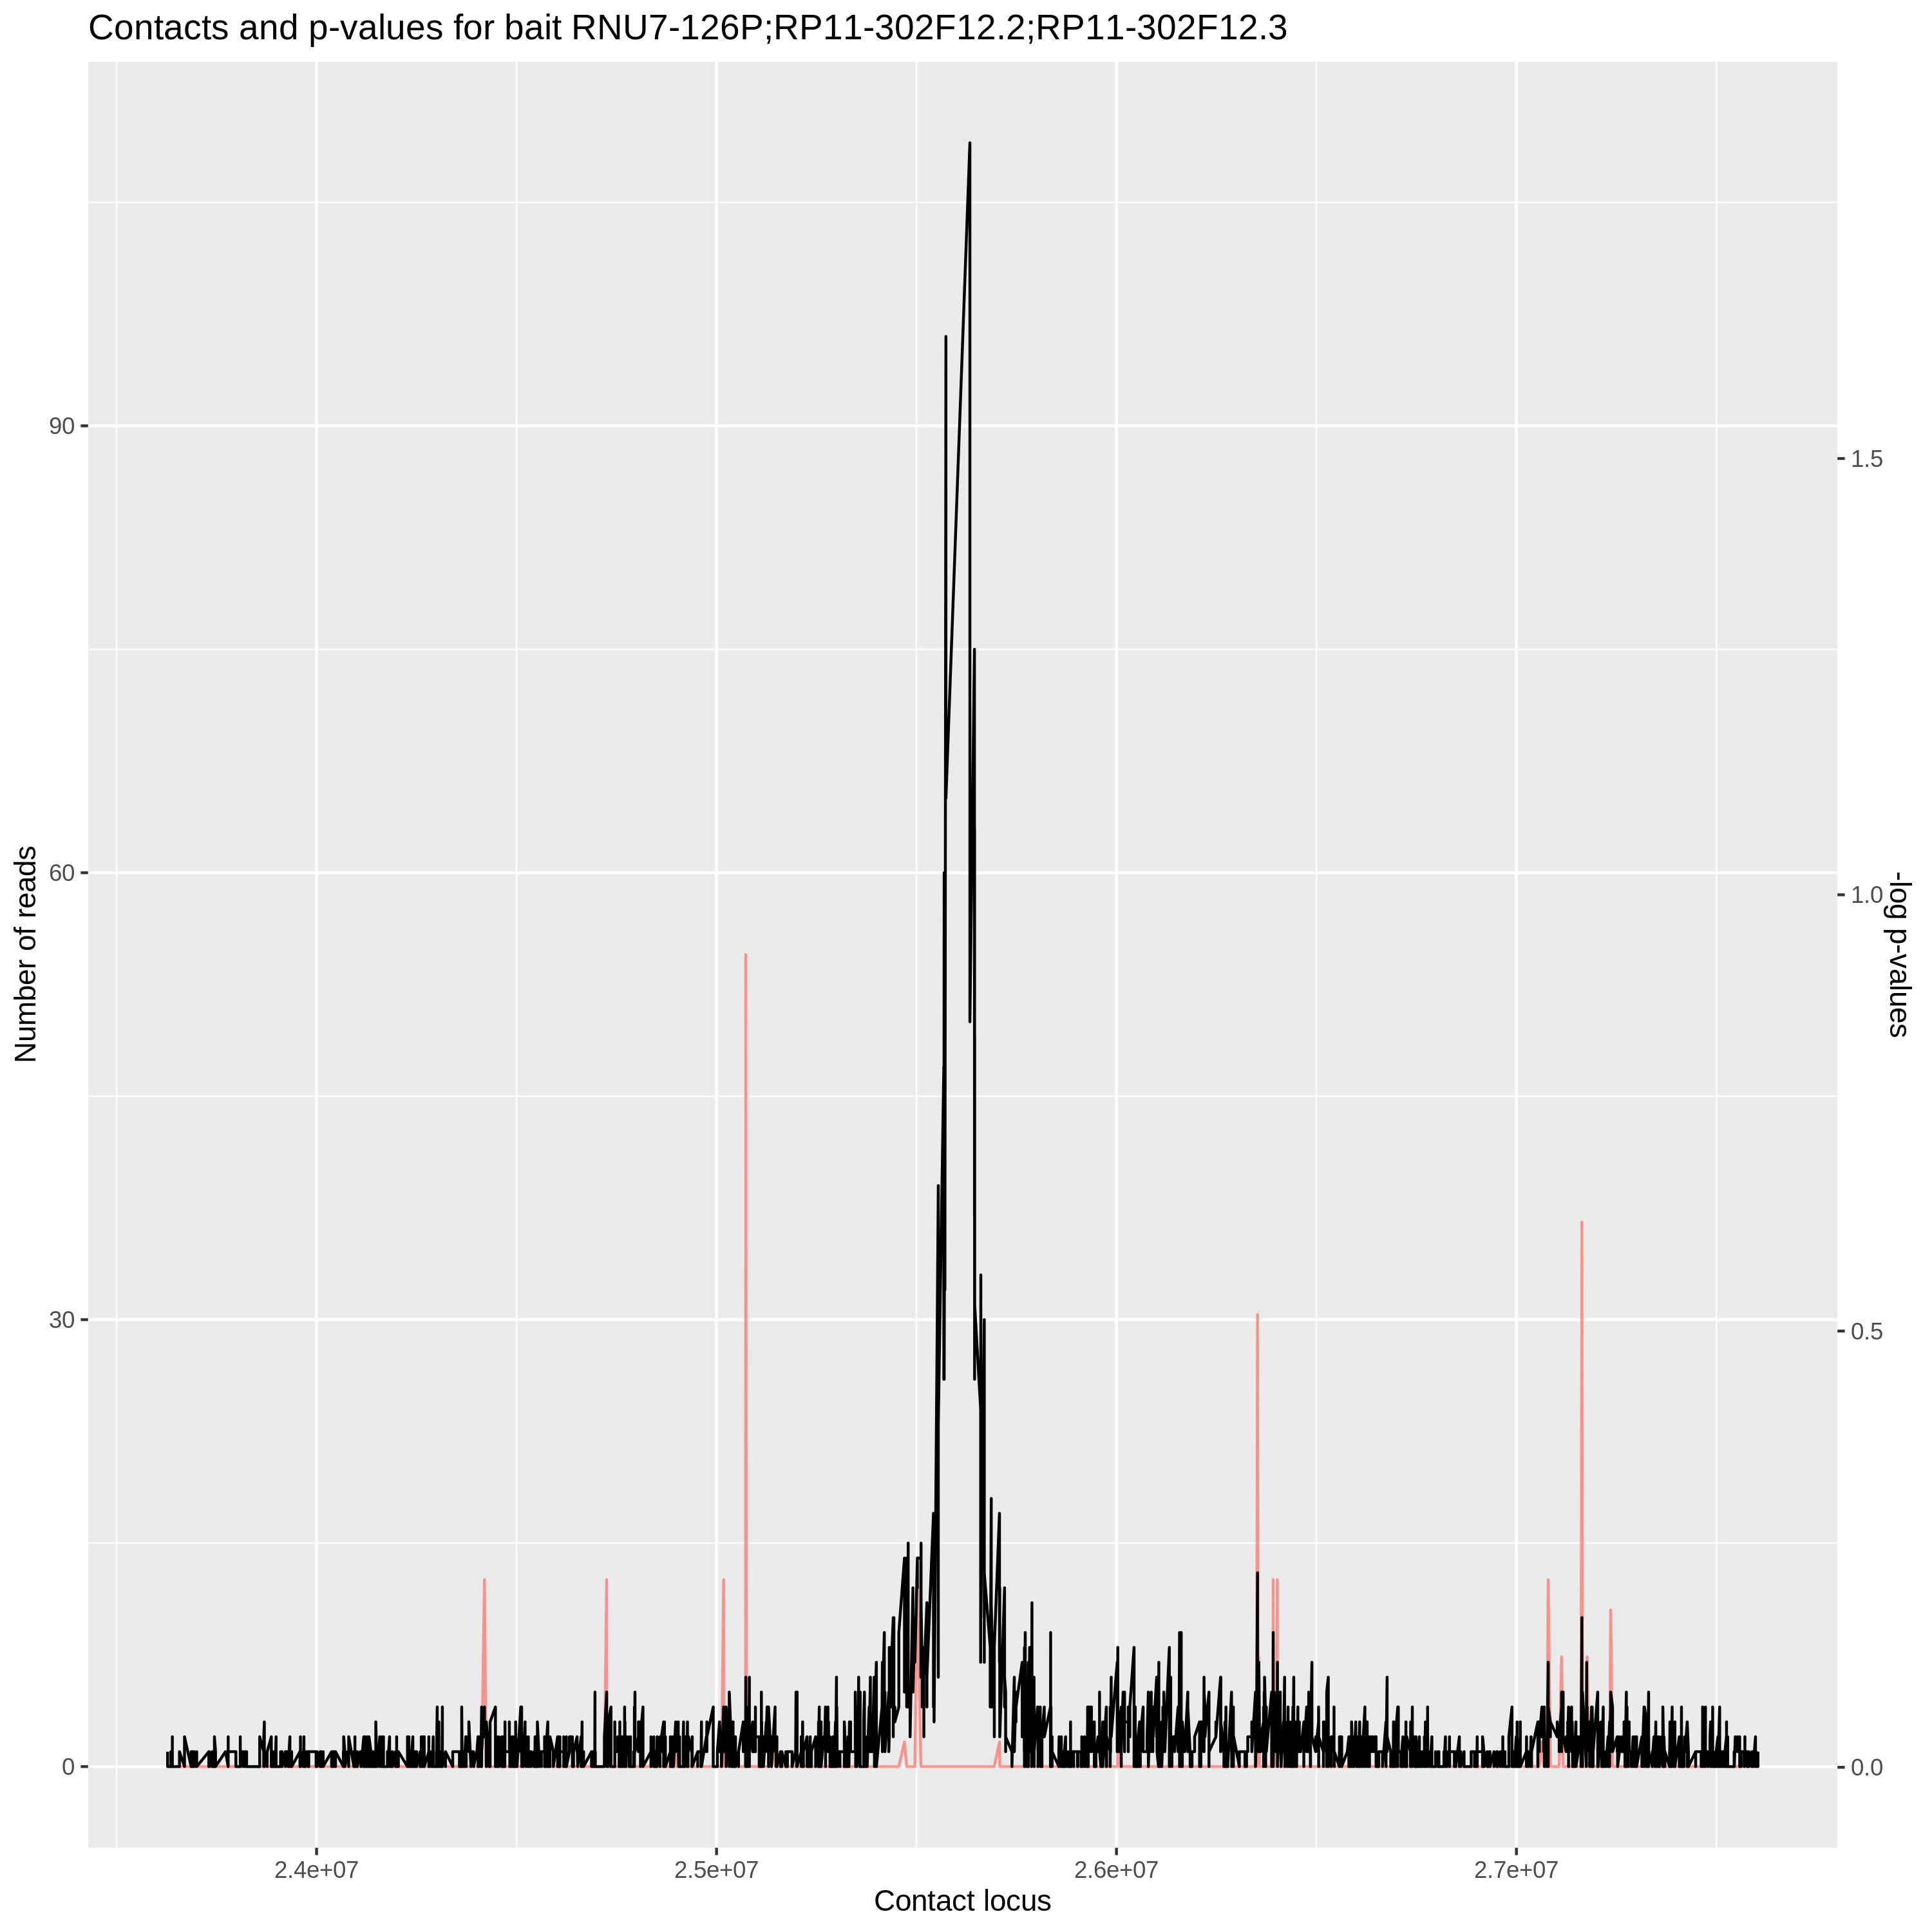 Contacts and p-values for bait RNU7-126P;RP11-302F12.2;RP11-302F12.3
90
60
30
0
Number of reads
1.5
1.0
0.5
0.0
-log p-values
2.4e+07
2.5e+07
2.6e+07
2.7e+07
Contact locus